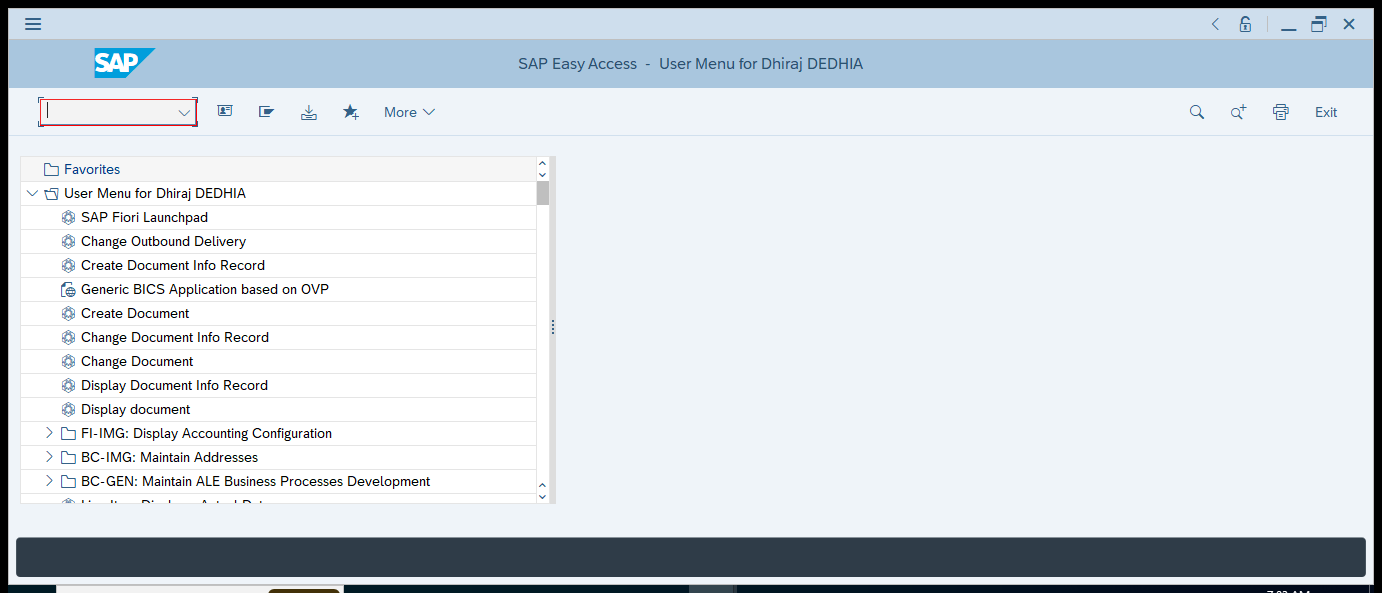 SAP
SAP Easy Access - User Menu for Dhiraj DEDHIA
More
Exit
Favorites
User Menu for Dhiraj DEDHIA
SAP Fiori Launchpad
Change Outbound Delivery
Create Document Info Record
Generic BICS Application based on OVP
Create Document
Change Document Info Record
Change Document
Display Document Info Record
Display document
FI-IMG: Display Accounting Configuration
BC-IMG: Maintain Addresses
BC-GEN: Maintain ALE Business Processes Development